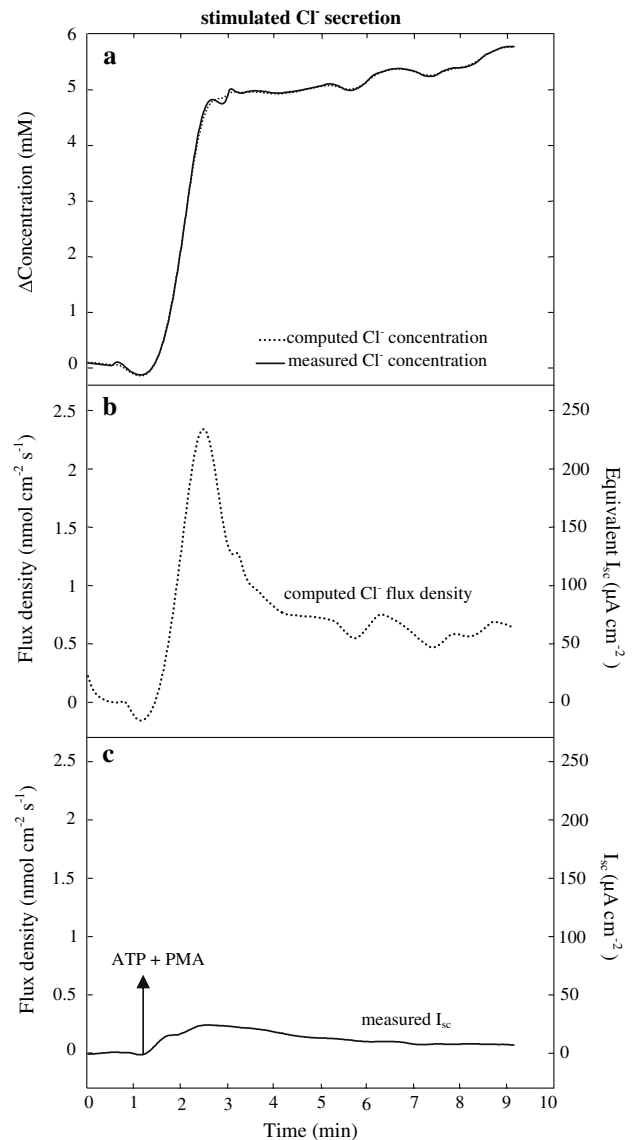 stimulated Cl⁻ secretion
a
6
5
4
3
2
1
0
ΔConcentration (mM)
computed Cl⁻ concentration
measured Cl⁻ concentration
b
2.5
2
1.5
1
0.5
0
Flux density (nmol cm⁻² s⁻¹)
computed Cl⁻ flux density
250
200
150
100
50
0
Equivalent Isc (µA cm⁻²)
c
2.5
2
1.5
1
0.5
0
Flux density (nmol cm⁻² s⁻¹)
ATP + PMA
measured Isc
250
200
150
100
50
0
Isc (µA cm⁻²)
0 1 2 3 4 5 6 7 8 9 10
Time (min)